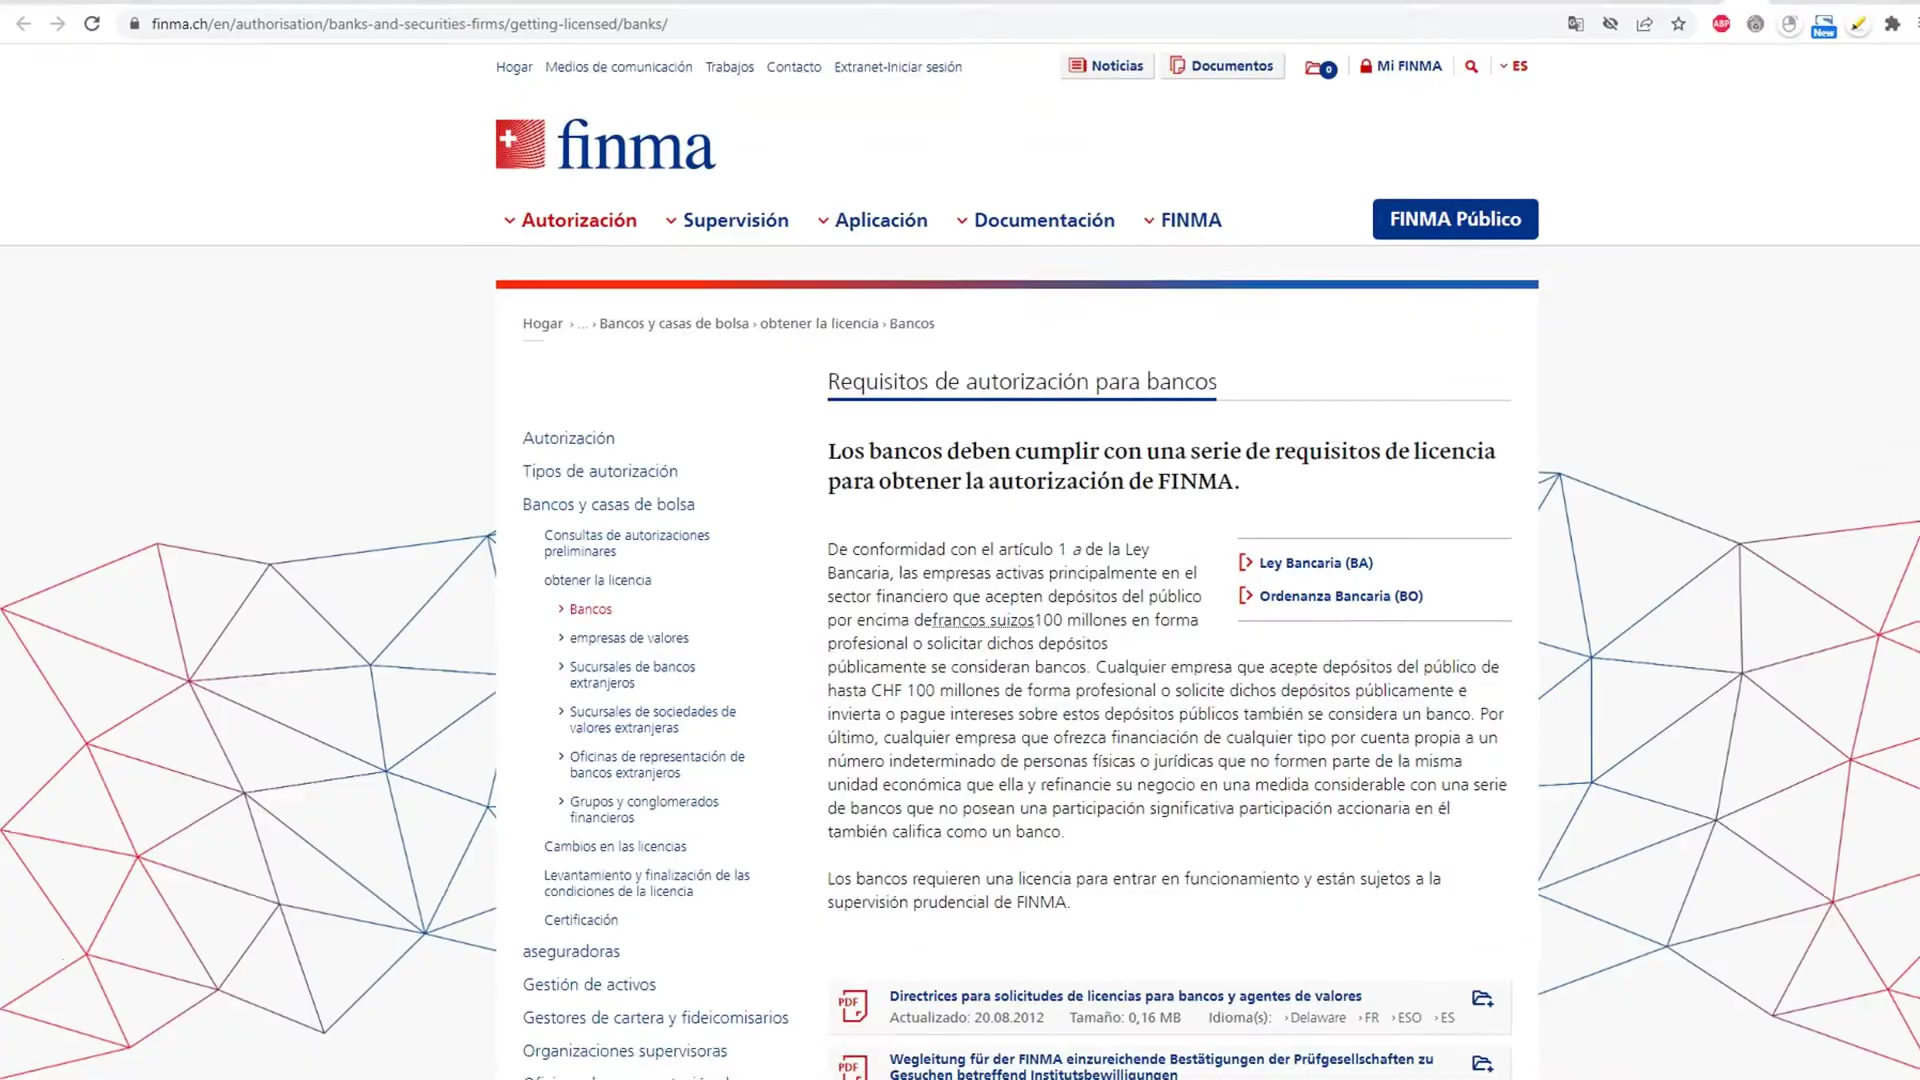 finma.ch/en/authorisation/banks-and-securities-firms/getting-licensed/banks/
ABP
New
Hogar Medios de comunicación Trabajos Contacto Extranet-Iniciar sesión
Noticias Documentos 0 Mi FINMA ES
finma
Autorización Supervisión Aplicación Documentación FINMA
FINMA Público
Hogar › ... › Bancos y casas de bolsa › obtener la licencia › Bancos
Autorización
Tipos de autorización
Bancos y casas de bolsa
Consultas de autorizaciones
preliminares
obtener la licencia
Bancos
empresas de valores
Sucursales de bancos
extranjeros
Sucursales de sociedades de
valores extranjeras
Oficinas de representación de
bancos extranjeros
Grupos y conglomerados
financieros
Cambios en las licencias
Levantamiento y finalización de las
condiciones de la licencia
Certificación
aseguradoras
Gestión de activos
Gestores de cartera y fideicomisarios
Organizaciones supervisoras
Requisitos de autorización para bancos
Los bancos deben cumplir con una serie de requisitos de licencia
para obtener la autorización de FINMA.
De conformidad con el artículo 1 a de la Ley
Bancaria, las empresas activas principalmente en el
sector financiero que acepten depósitos del público
por encima defrancos suizos100 millones en forma
profesional o solicitar dichos depósitos
públicamente se consideran bancos. Cualquier empresa que acepte depósitos del público de
hasta CHF 100 millones de forma profesional o solicite dichos depósitos públicamente e
invierta o pague intereses sobre estos depósitos públicos también se considera un banco. Por
último, cualquier empresa que ofrezca financiación de cualquier tipo por cuenta propia a un
número indeterminado de personas físicas o jurídicas que no formen parte de la misma
unidad económica que ella y refinancie su negocio en una medida considerable con una serie
de bancos que no posean una participación significativa participación accionaria en él
también califica como un banco.
Ley Bancaria (BA)
Ordenanza Bancaria (BO)
Los bancos requieren una licencia para entrar en funcionamiento y están sujetos a la
supervisión prudencial de FINMA.
PDF
Directrices para solicitudes de licencias para bancos y agentes de valores
Actualizado: 20.08.2012 Tamaño: 0,16 MB Idioma(s): › Delaware › FR › ESO › ES
PDF
Wegleitung für der FINMA einzureichende Bestätigungen der Prüfgesellschaften zu
Gesuchen betreffend Institutsbewilligungen